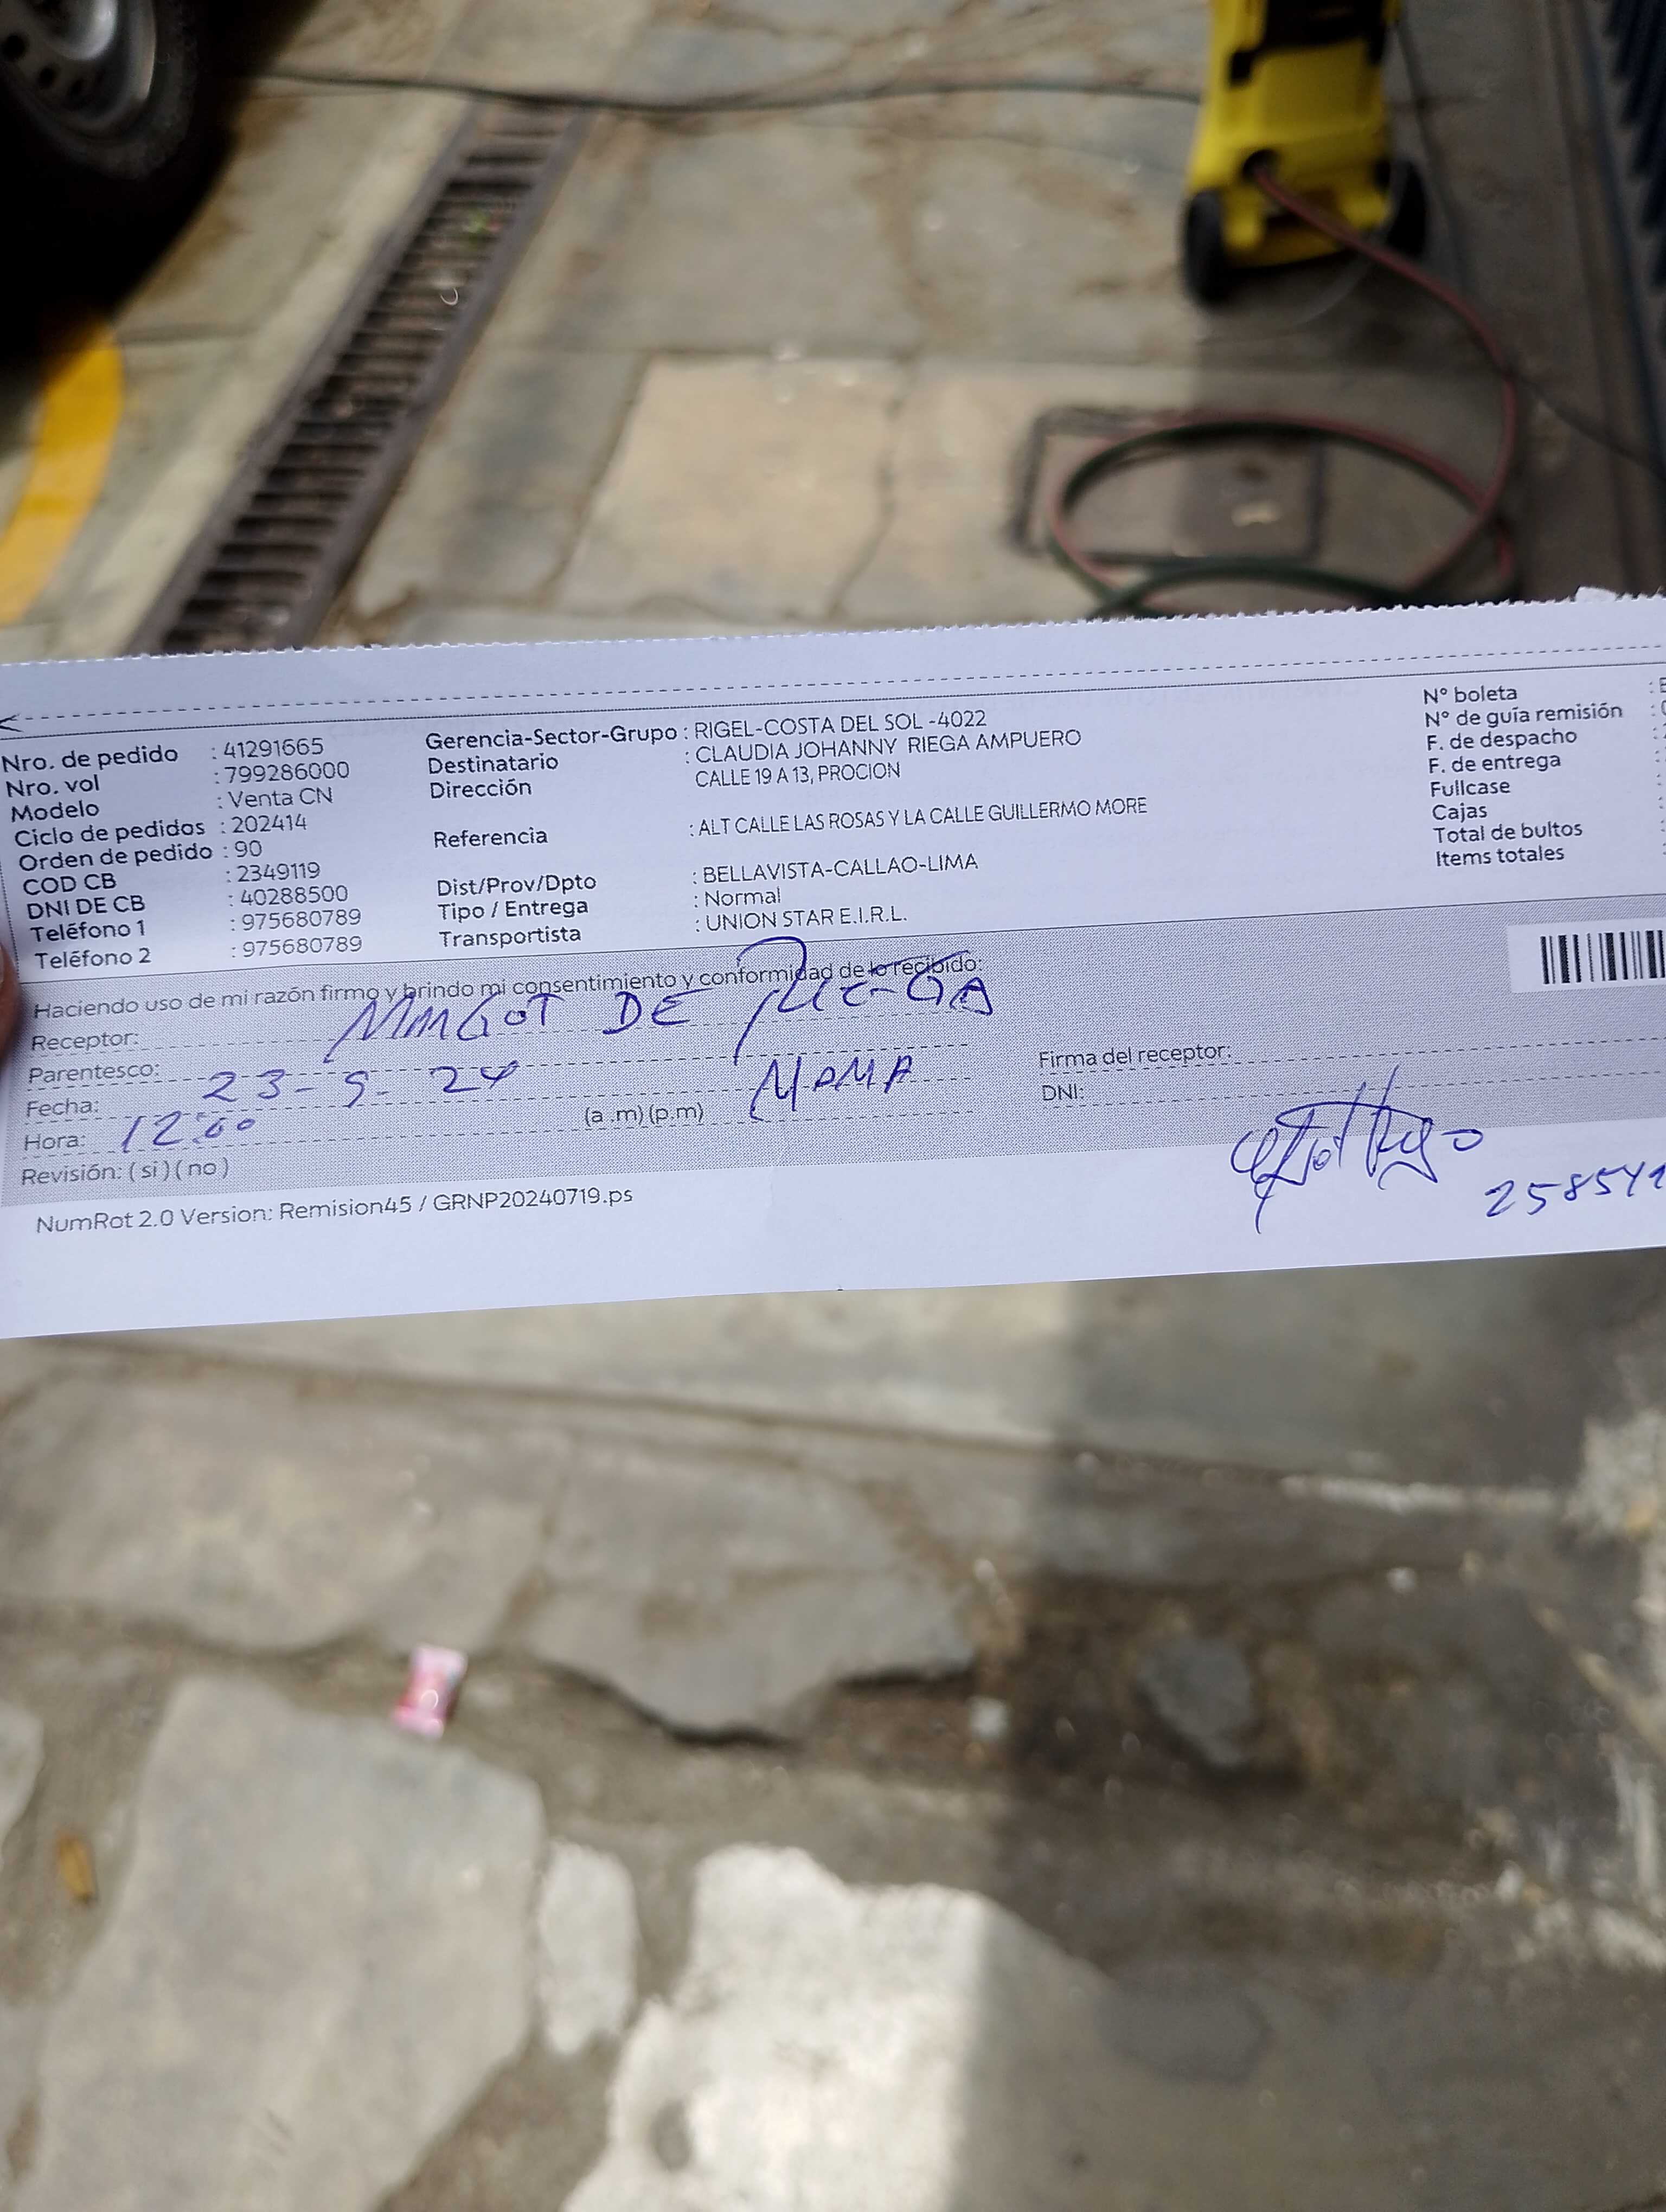 Nro. de pedido : 41291665
Nro. vol : 799286000
Modelo : Venta CN
Ciclo de pedidos : 202414
Orden de pedido : 90
COD CB : 2349119
DNI DE CB : 40288500
Teléfono 1 : 975680789
Teléfono 2 : 975680789
Gerencia-Sector-Grupo : RIGEL-COSTA DEL SOL -4022
Destinatario : CLAUDIA JOHANNY RIEGA AMPUERO
Dirección CALLE 19 A 13, PROCION
Referencia : ALT CALLE LAS ROSAS Y LA CALLE GUILLERMO MORE
Dist/Prov/Dpto : BELLAVISTA-CALLAO-LIMA
Tipo / Entrega : Normal
Transportista : UNION STAR E.I.R.L.
N° boleta :
N° de guía remisión :
F. de despacho :
F. de entrega :
Fullcase :
Cajas :
Total de bultos :
Items totales :
Haciendo uso de mi razón firmo y brindo mi consentimiento y conformidad de lo recibido:
Receptor: MARGOT DE RIEGA
Parentesco: MAMA
Fecha: 23-9-24
Hora: 12:00 (a .m) (p.m)
Revisión: ( si ) ( no )
Firma del receptor:
DNI: 258541
NumRot 2.0 Version: Remision45 / GRNP20240719.ps